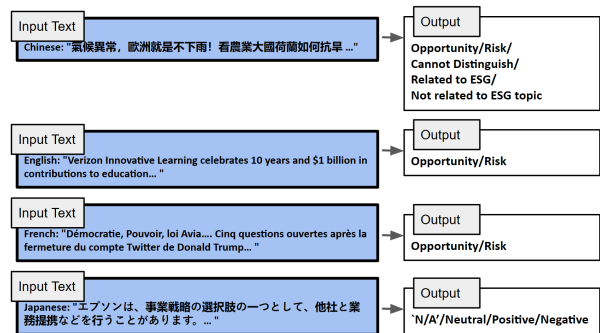 Input Text
Chinese: "氣候異常，歐洲就是不下雨！看農業大國荷蘭如何抗旱 ..."
Output
Opportunity/Risk/
Cannot Distinguish/
Related to ESG/
Not related to ESG topic
Input Text
English: "Verizon Innovative Learning celebrates 10 years and $1 billion in
contributions to education... "
Output
Opportunity/Risk
Input Text
French: "Démocratie, Pouvoir, loi Avia.... Cinq questions ouvertes après la
fermeture du compte Twitter de Donald Trump... "
Output
Opportunity/Risk
Input Text
Japanese: "エプソンは、事業戦略の選択肢の一つとして、他社と業
務提携などを行うことがあります。... "
Output
`N/A’/Neutral/Positive/Negative